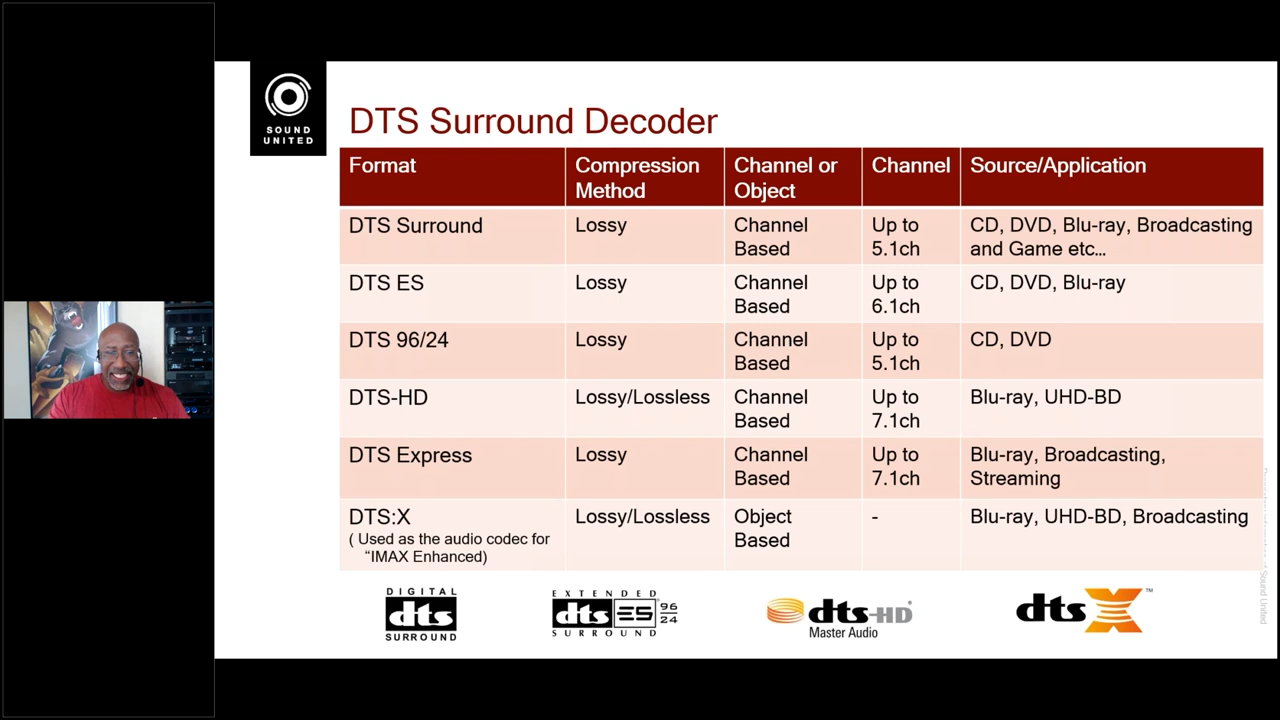 SOUND
UNITED
DTS Surround Decoder
Format
Compression
Method
Channel or
Object
Channel
Source/Application
DTS Surround
Lossy
Channel
Based
Up to
5.1ch
CD, DVD, Blu-ray, Broadcasting
and Game etc…
DTS ES
Lossy
Channel
Based
Up to
6.1ch
CD, DVD, Blu-ray
DTS 96/24
Lossy
Channel
Based
Up to
5.1ch
CD, DVD
DTS-HD
Lossy/Lossless
Channel
Based
Up to
7.1ch
Blu-ray, UHD-BD
DTS Express
Lossy
Channel
Based
Up to
7.1ch
Blu-ray, Broadcasting,
Streaming
DTS:X
( Used as the audio codec for
“IMAX Enhanced)
Lossy/Lossless
Object
Based
-
Blu-ray, UHD-BD, Broadcasting
DIGITAL
dts
SURROUND
EXTENDED
dts ES 96
24
SURROUND
dts-HD
Master Audio
dts X™
of Sound United